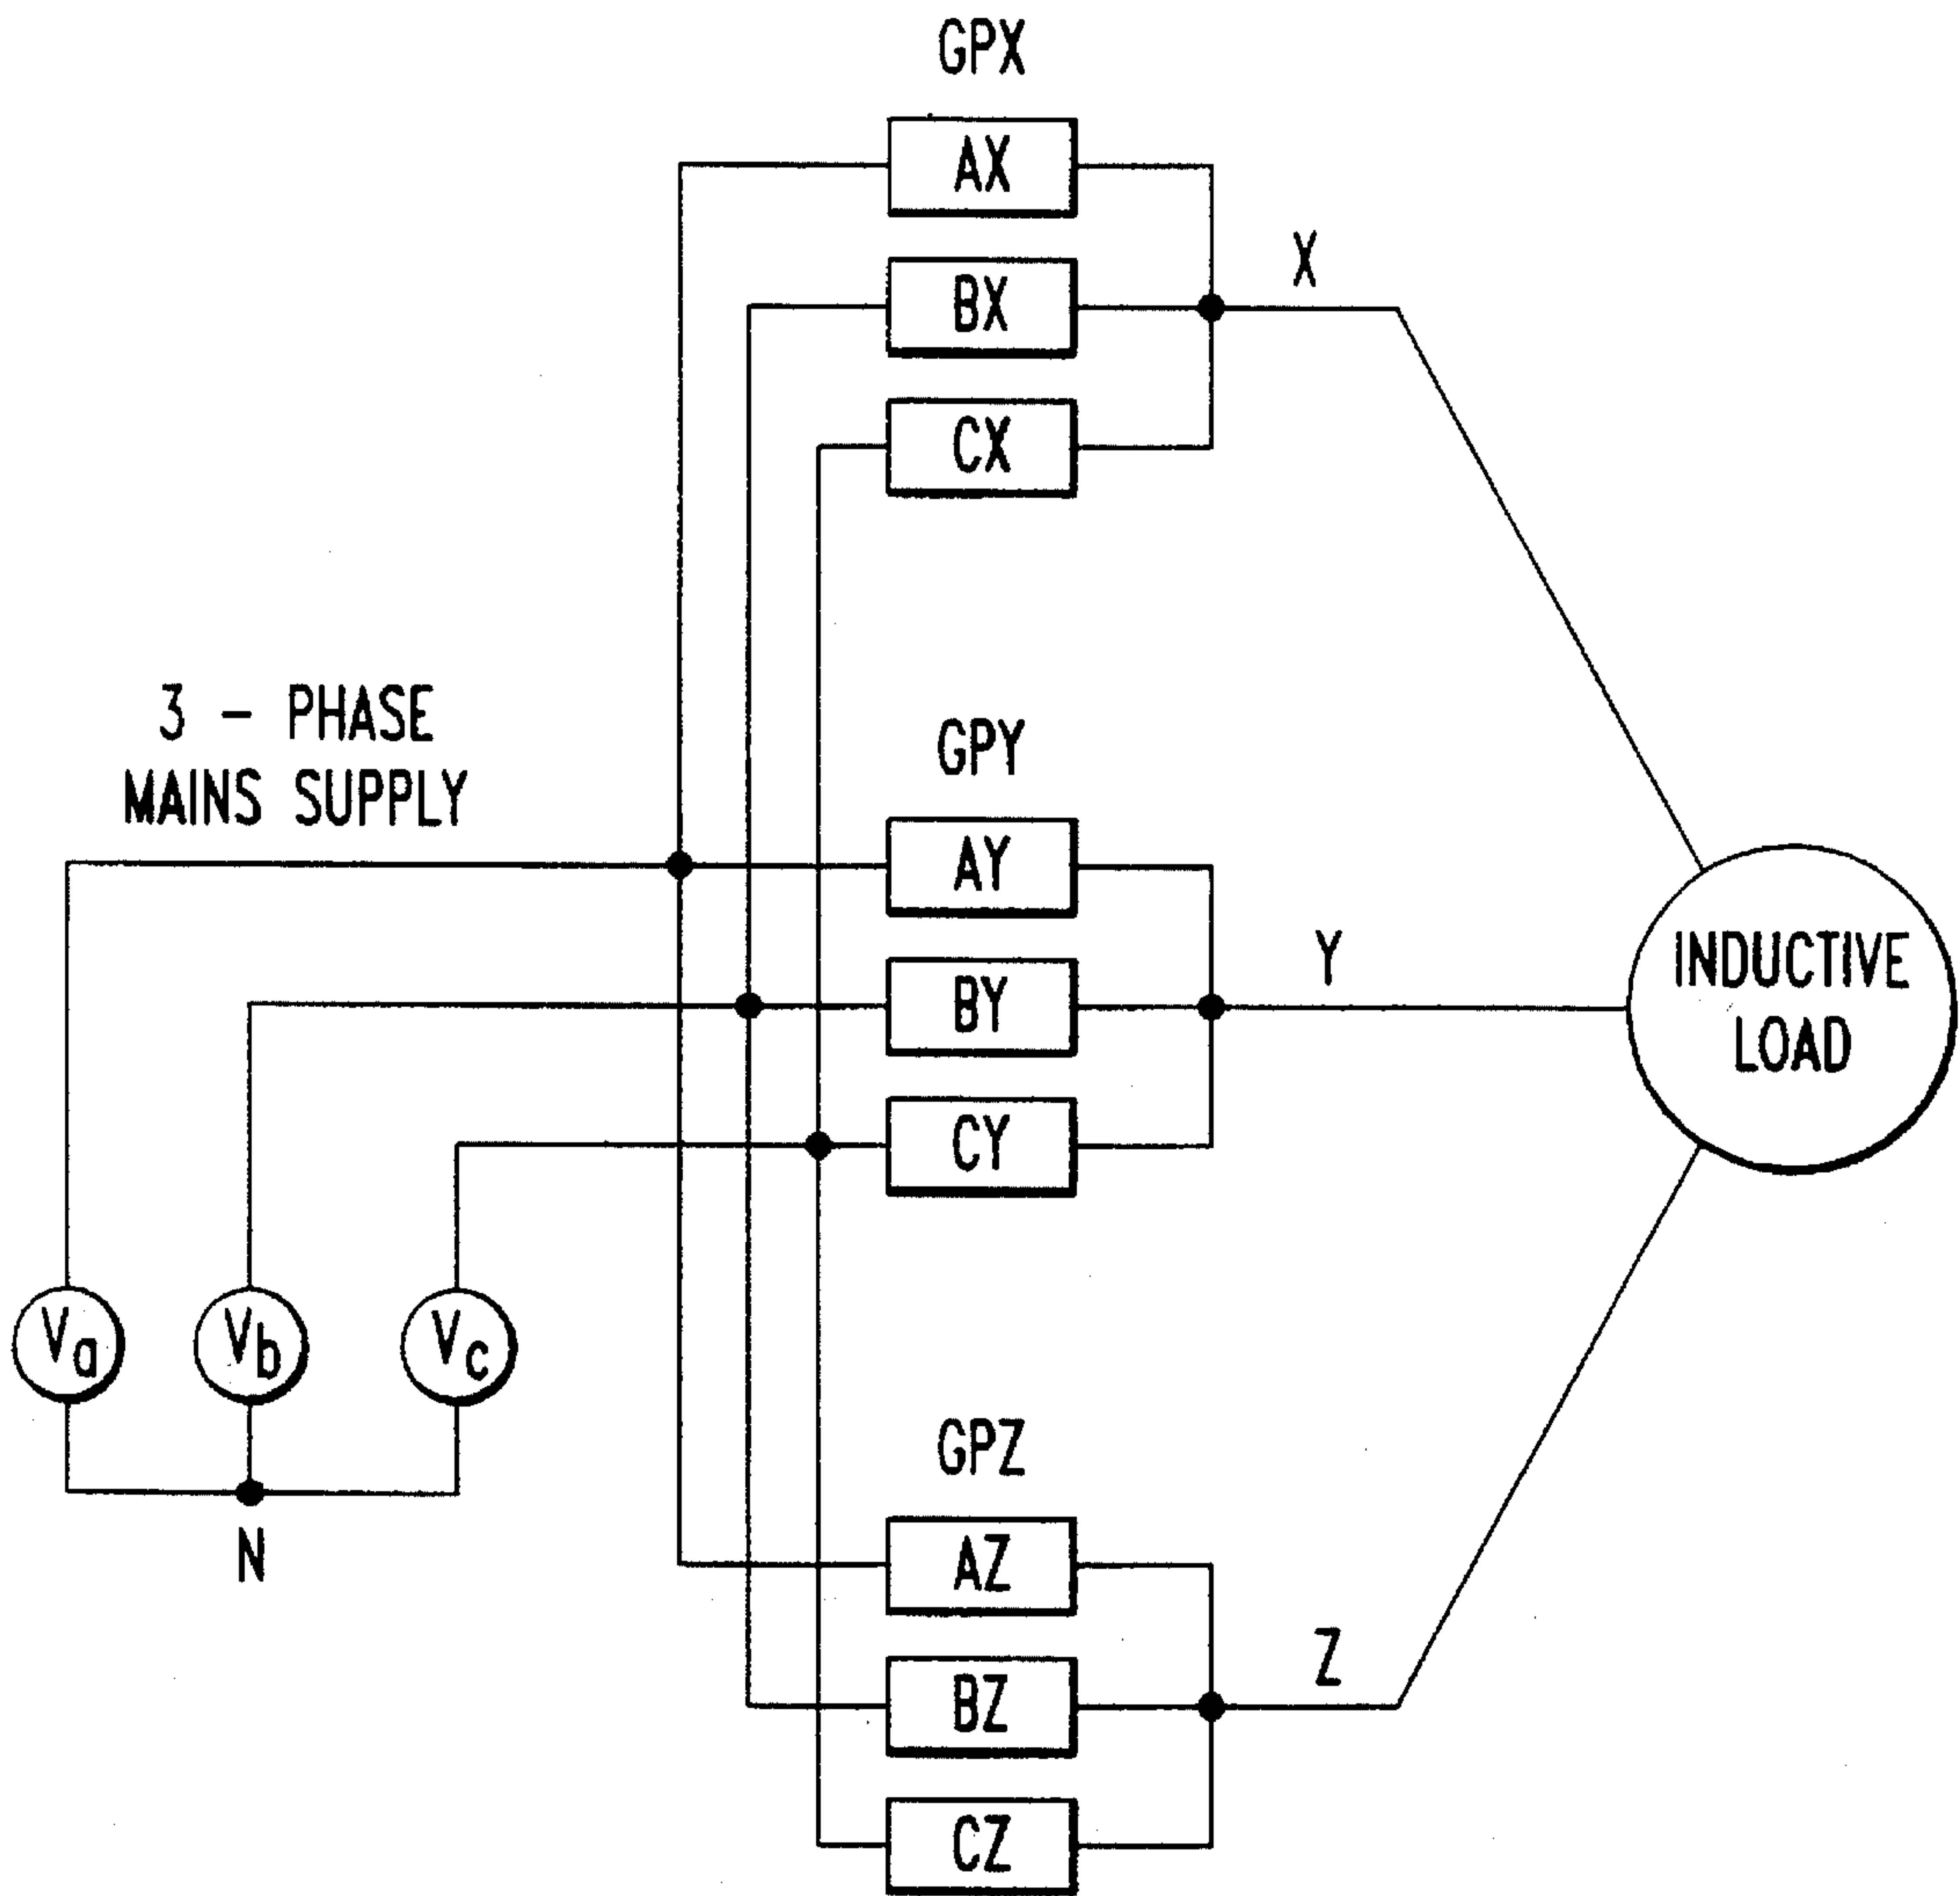 GPX
AX
BX
CX
X
3 - PHASE
MAINS SUPPLY
GPY
AY
BY
CY
Y
INDUCTIVE
LOAD
Va
Vb
Vc
N
GPZ
AZ
BZ
CZ
Z